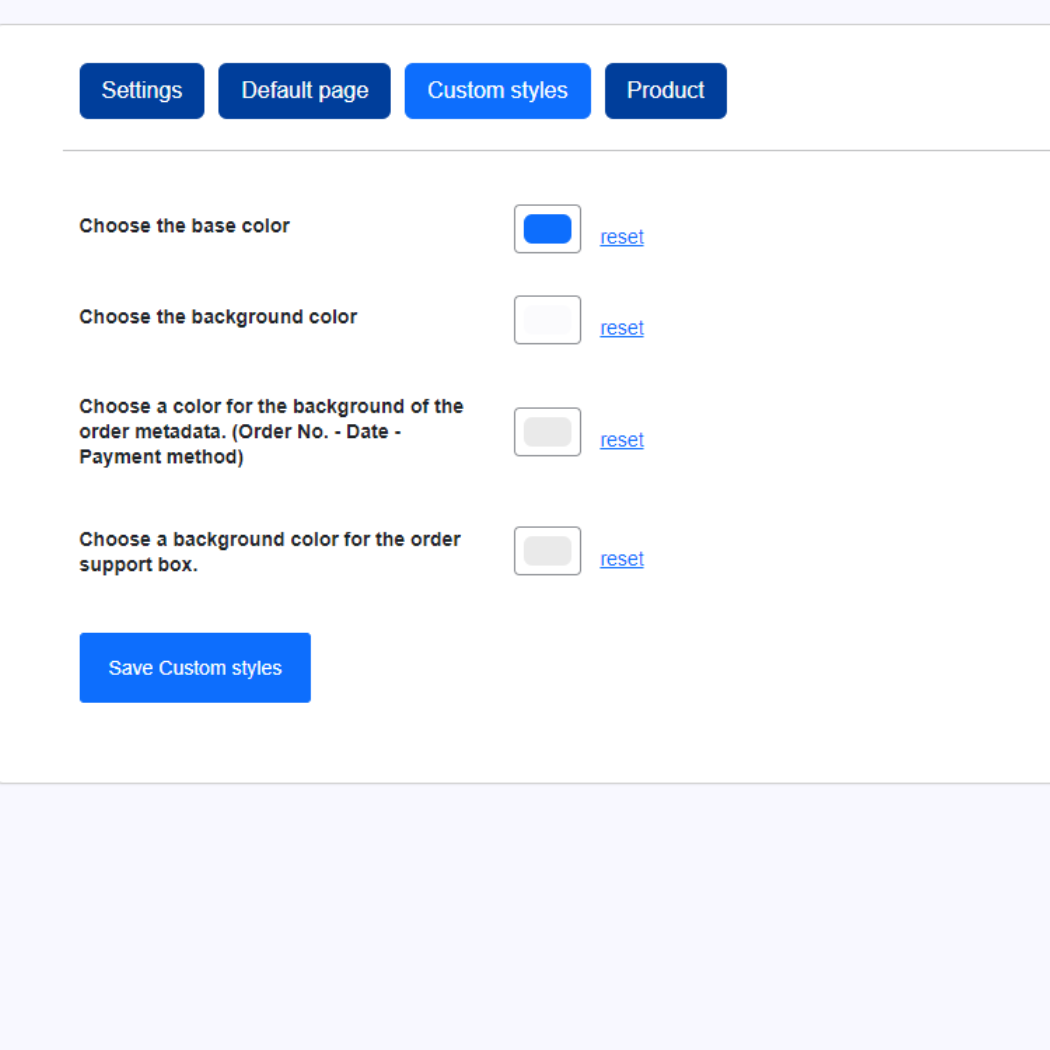 Settings Default page Custom styles Product
Choose the base color reset
Choose the background color reset
Choose a color for the background of the
order metadata. (Order No. - Date - reset
Payment method)
Choose a background color for the order
support box. reset
Save Custom styles